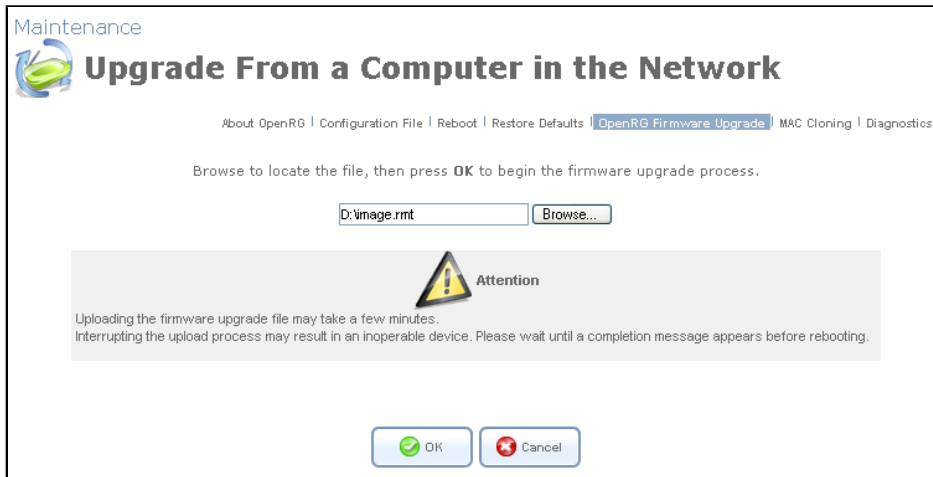 Maintenance
Upgrade From a Computer in the Network
About OpenRG | Configuration File | Reboot | Restore Defaults | OpenRG Firmware Upgrade | MAC Cloning | Diagnostics
Browse to locate the file, then press OK to begin the firmware upgrade process.
D:\image.rmt Browse...
Attention
Uploading the firmware upgrade file may take a few minutes.
Interrupting the upload process may result in an inoperable device. Please wait until a completion message appears before rebooting.
OK Cancel